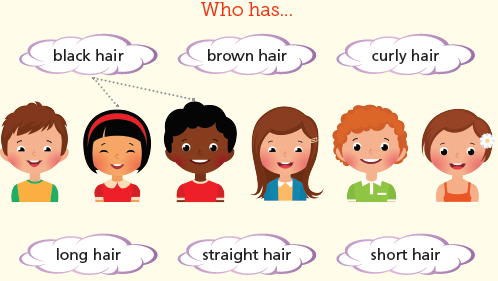 Who has...
black hair
brown hair
curly hair
long hair
straight hair
short hair